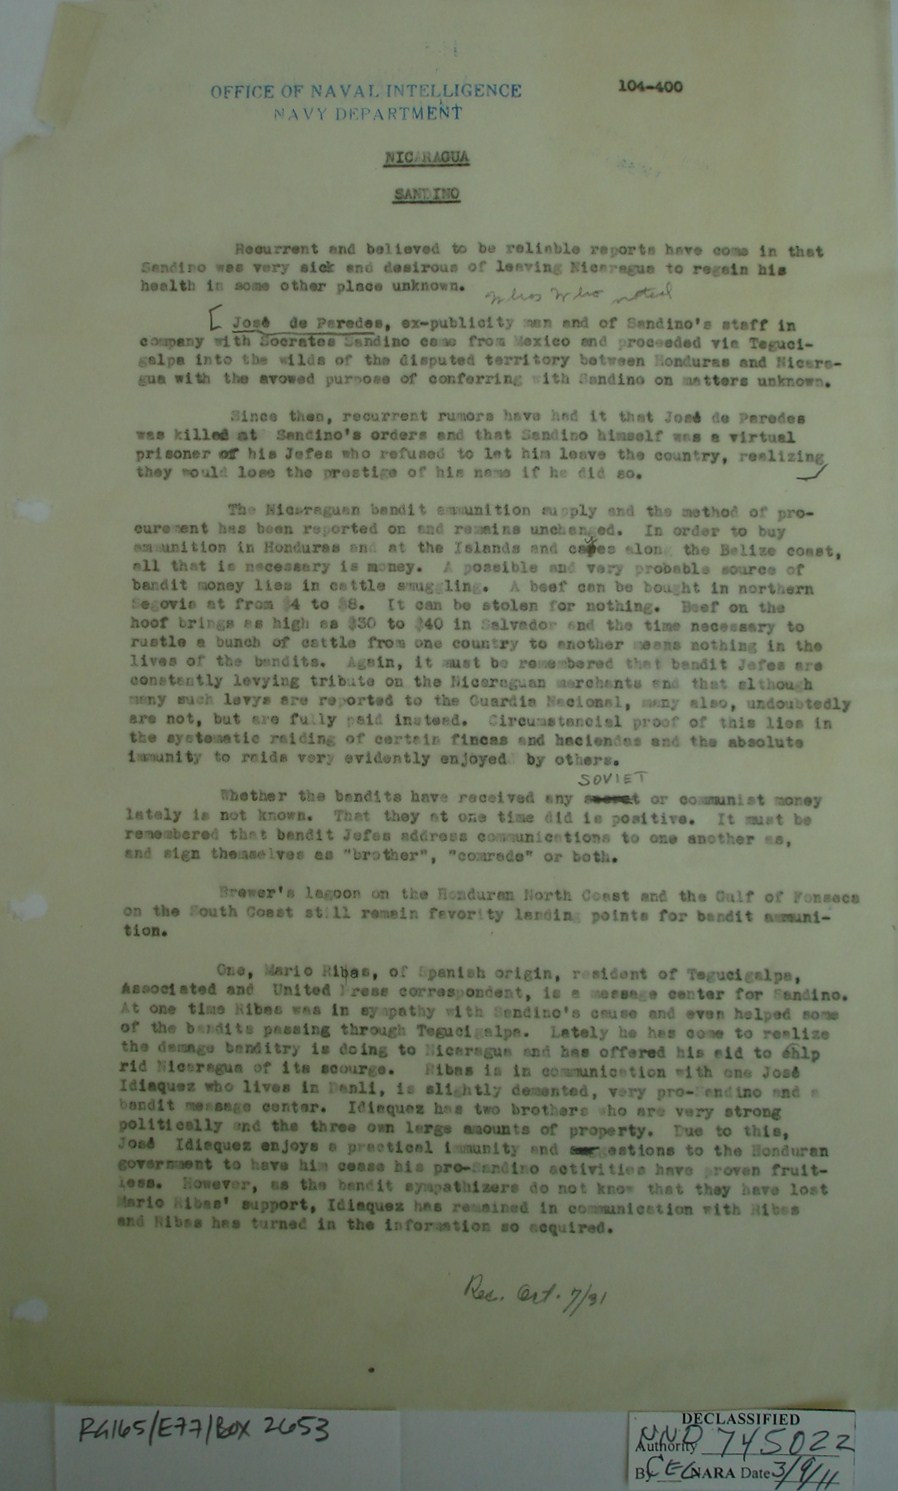 OFFICE OF NAVAL INTELLIGENCE
104-400
NAVY DEPARTMENT
NICARAGUA
SANDINO
Recurrent and believed to be reliable reports have come in that
Sandino was very sick and desirous of leaving Nicaragua to regain his
health in some other place unknown.
Whos Who noted
[José de Paredes, ex-publicity man and of Sandino's staff in
company with Socrates Sandino came from Mexico and proceeded via Teguci-
galpa into the wilds of the disputed territory between Honduras and Nicara-
gua with the avowed purpose of conferring with Sandino on matters unknown.
Since then, recurrent rumors have had it that José de Paredes
was killed at Sandino's orders and that Sandino himself was a virtual
prisoner of his Jefes who refused to let him leave the country, realizing
they would lose the prestige of his name if he did so.
The Nicaraguan bandit ammunition supply and the method of pro-
curement has been reported on and remains unchanged. In order to buy
ammunition in Honduras and at the Islands and cayes along the Belize coast,
all that is necessary is money. A possible and very probable source of
bandit money lies in cattle smuggling. A beef can be bought in northern
Segovia at from $4 to $8. It can be stolen for nothing. Beef on the
hoof brings as high as $30 to $40 in Salvador and the time necessary to
rustle a bunch of cattle from one country to another means nothing in the
lives of the bandits. Again, it must be remembered that bandit Jefes are
constantly levying tribute on the Nicaraguan merchants and that although
many such levys are reported to the Guardia Nacional, many also, undoubtedly
are not, but are fully paid instead. Circumstancial proof of this lies in
the systematic raiding of certain fincas and haciendas and the absolute
immunity to raids very evidently enjoyed by others.
SOVIET
Whether the bandits have received any secret or communist money
lately is not known. That they at one time did is positive. It must be
remembered that bandit Jefes address communications to one another as,
and sign themselves as "brother", "comrade" or both.
Brewer's lagoon on the Honduran North Coast and the Gulf of Fonseca
on the South Coast still remain favority landing points for bandit ammuni-
tion.
One, Mario Ribas, of Spanish origin, resident of Tegucigalpa,
Associated and United Press correspondent, is a message center for Sandino.
At one time Ribas was in sympathy with Sandino's cause and even helped some
of the bandits passing through Tegucigalpa. Lately he has come to realize
the damage banditry is doing to Nicaragua and has offered his aid to ehlp
rid Nicaragua of its scourge. Ribas is in communication with one José
Idiaquez who lives in Danli, is slightly demented, very pro-Sandino and a
bandit message center. Idiaquez has two brothers who are very strong
politically and the three own large amounts of property. Due to this,
José Idiaquez enjoys a practical immunity and suggestions to the Honduran
government to have him cease his pro-Sandino activities have proven fruit-
less. However, as the bandit sympathizers do not know that they have lost
Mario Ribas' support, Idiaquez has remained in communication with Ribas
and Ribas has turned in the information so acquired.
Rec. Oct. 7/31
RG165/E77/BOX 2653
DECLASSIFIED
Authority NND 745022
By CEC NARA Date 3/9/11